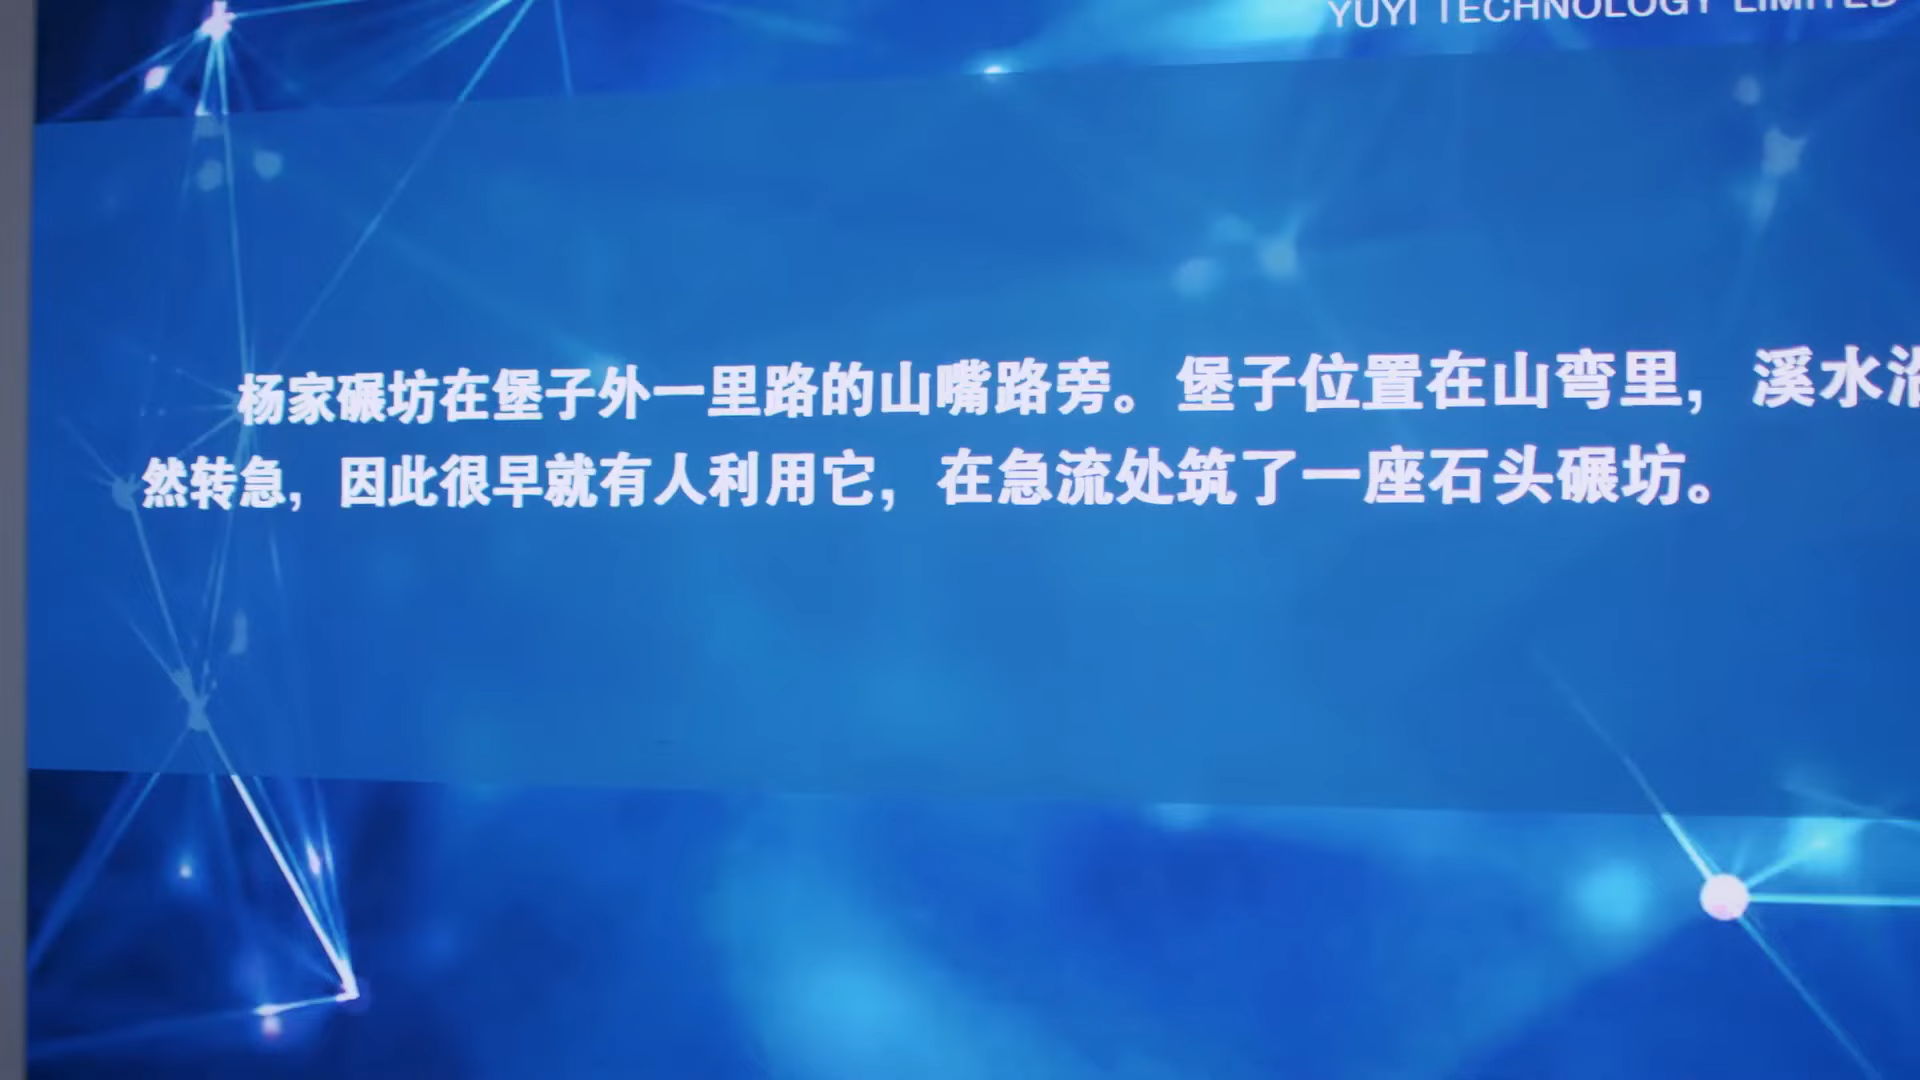 YUYI TECHNOLOGY LIMITED
杨家碾坊在堡子外一里路的山嘴路旁。堡子位置在山弯里，溪水沿
然转急，因此很早就有人利用它，在急流处筑了一座石头碾坊。